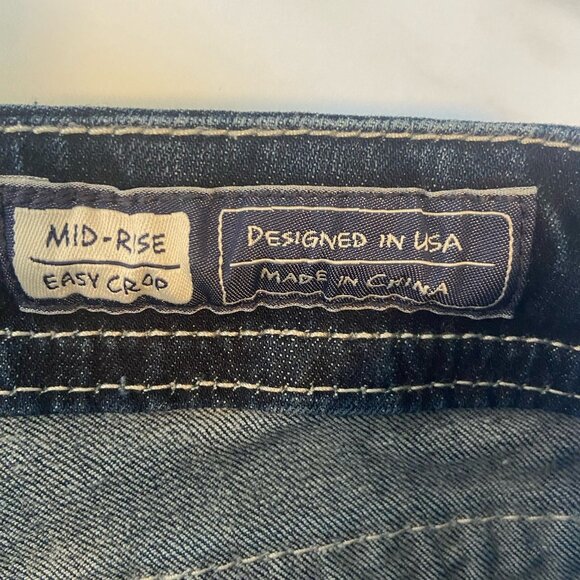 MID-RISE
EASY CROP
DESIGNED IN USA
MADE IN CHINA